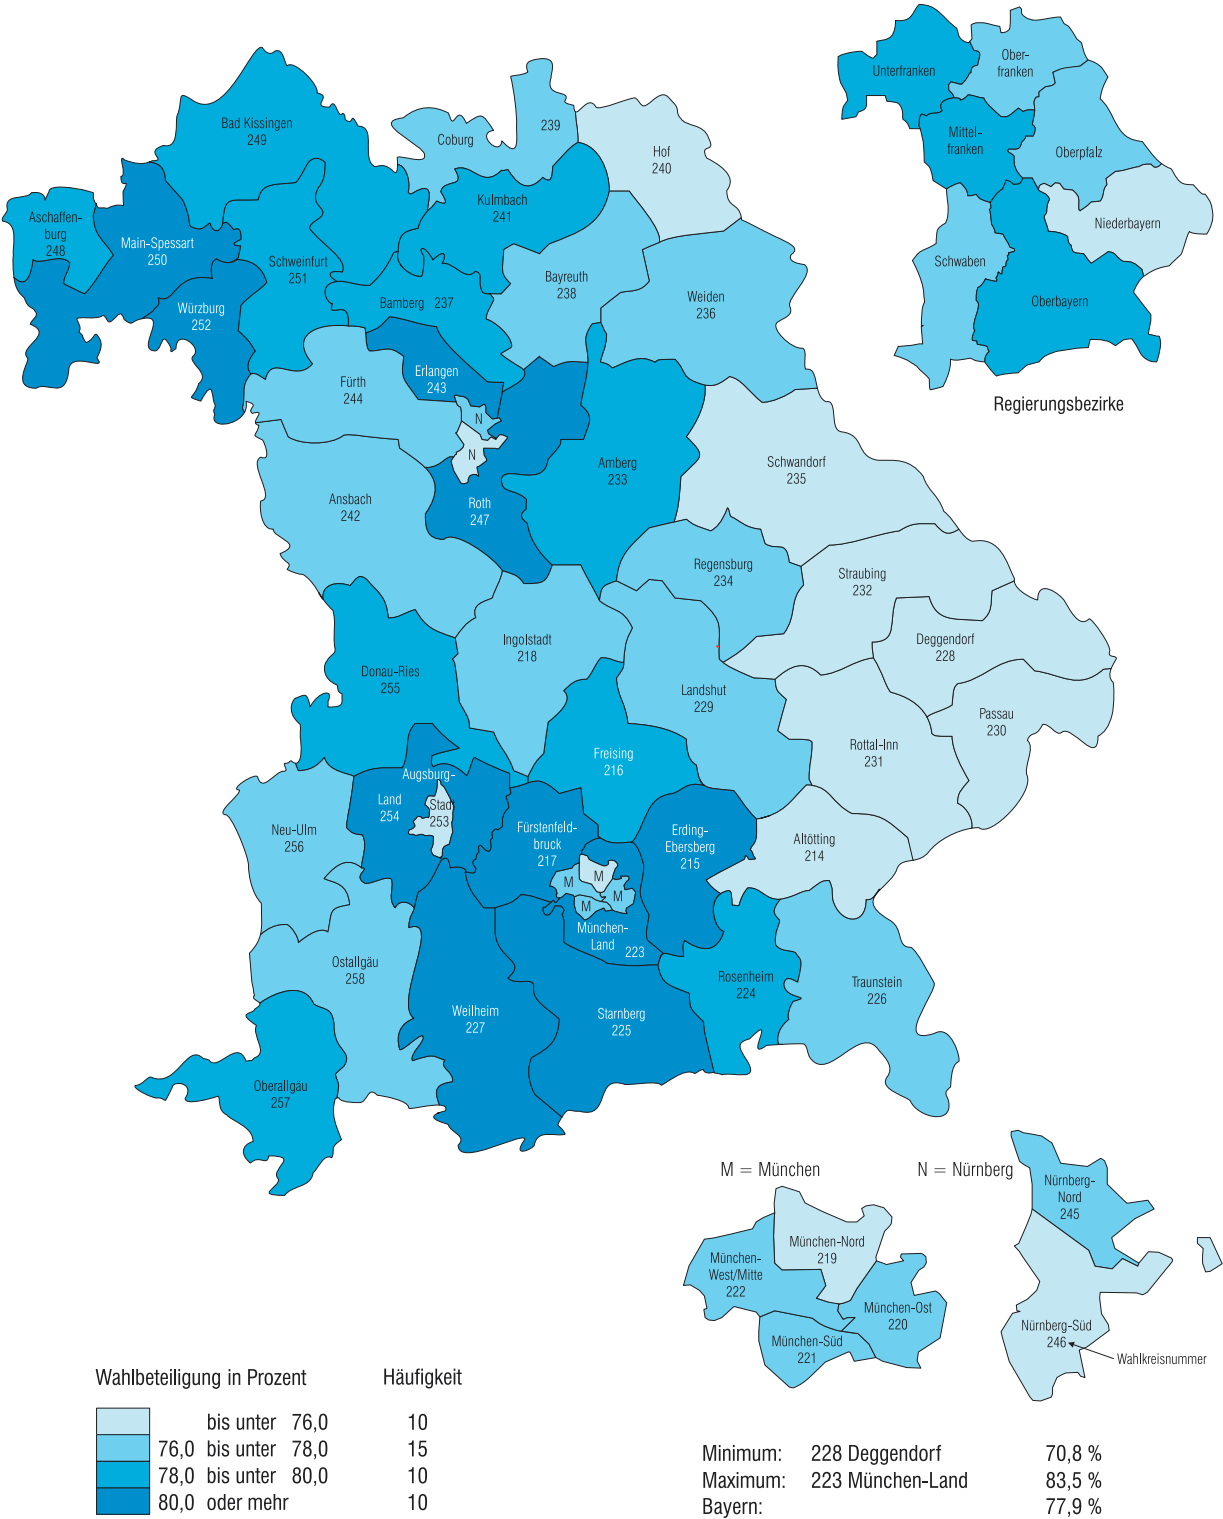 Unterfranken
Ober-
franken
Mittel-
franken
Oberpfalz
Niederbayern
Schwaben
Oberbayern
Regierungsbezirke
Bad Kissingen
249
Coburg
239
Hof
240
Aschaffen-
burg
248
Main-Spessart
250
Kulmbach
241
Schweinfurt
251
Bayreuth
238
Weiden
236
Würzburg
252
Bamberg 237
Erlangen
243
Fürth
244
N
N
Amberg
233
Schwandorf
235
Ansbach
242
Roth
247
Regensburg
234
Straubing
232
Ingolstadt
218
Deggendorf
228
Donau-Ries
255
Landshut
229
Passau
230
Freising
216
Rottal-Inn
231
Augsburg-
Land
254
Stadt
253
Neu-Ulm
256
Fürstenfeld-
bruck
217
Erding-
Ebersberg
215
Altötting
214
M
M
M
M
München-
Land 223
Ostallgäu
258
Rosenheim
224
Traunstein
226
Weilheim
227
Starnberg
225
Oberallgäu
257
M = München
N = Nürnberg
München-Nord
219
München-
West/Mitte
222
München-Ost
220
München-Süd
221
Nürnberg-
Nord
245
Nürnberg-Süd
246
Wahlkreisnummer
Wahlbeteiligung in Prozent Häufigkeit
bis unter 76,0 10
76,0 bis unter 78,0 15
78,0 bis unter 80,0 10
80,0 oder mehr 10
Minimum: 228 Deggendorf 70,8 %
Maximum: 223 München-Land 83,5 %
Bayern: 77,9 %